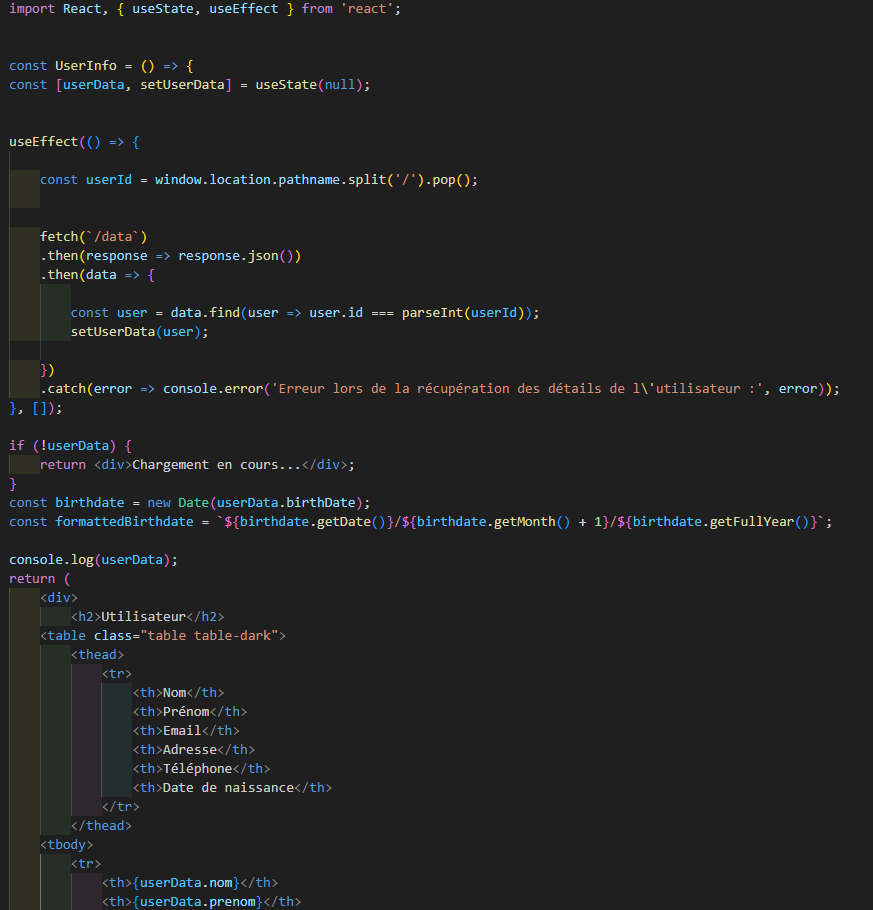 import React, { useState, useEffect } from 'react';
const UserInfo = () => {
const [userData, setUserData] = useState(null);
useEffect(() => {
const userId = window.location.pathname.split('/').pop();
fetch(`/data`)
.then(response => response.json())
.then(data => {
const user = data.find(user => user.id === parseInt(userId));
setUserData(user);
})
.catch(error => console.error('Erreur lors de la récupération des détails de l\'utilisateur :', error));
}, []);
if (!userData) {
return <div>Chargement en cours...</div>;
}
const birthdate = new Date(userData.birthDate);
const formattedBirthdate = `${birthdate.getDate()}/${birthdate.getMonth() + 1}/${birthdate.getFullYear()}`;
console.log(userData);
return (
<div>
<h2>Utilisateur</h2>
<table class="table table-dark">
<thead>
<tr>
<th>Nom</th>
<th>Prénom</th>
<th>Email</th>
<th>Adresse</th>
<th>Téléphone</th>
<th>Date de naissance</th>
</tr>
</thead>
<tbody>
<tr>
<th>{userData.nom}</th>
<th>{userData.prenom}</th>